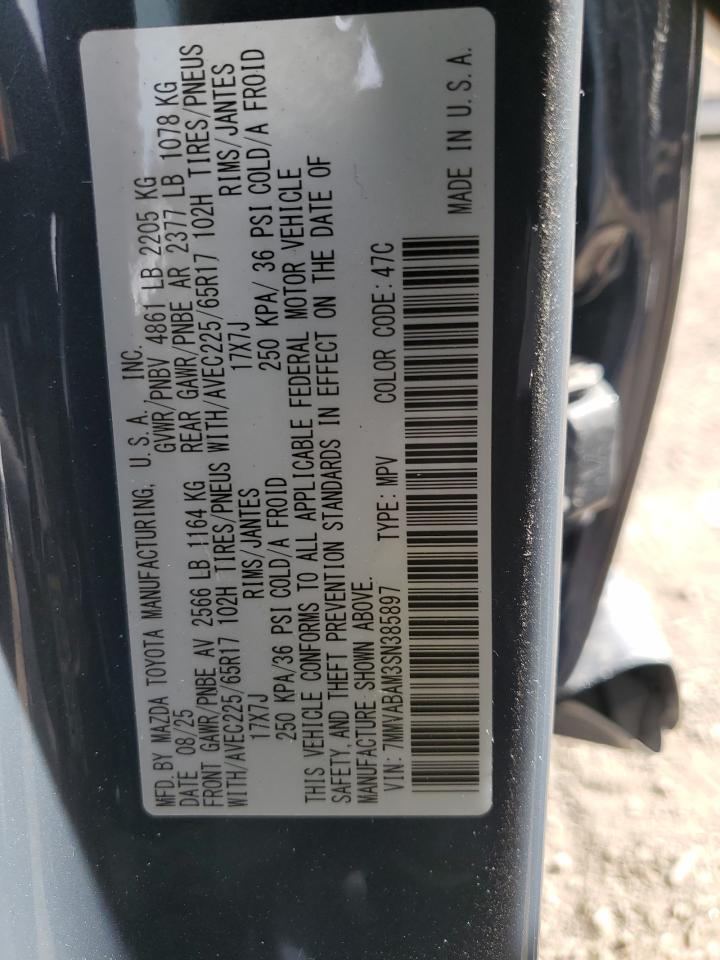 MFD.BY MAZDA TOYOTA MANUFACTURING, U.S.A. INC.
DATE 08/25 GVWR/PNBV 4861 LB 2205 KG
FRONT GAWR/PNBE AV 2566 LB 1164 KG REAR GAWR/PNBE AR 2377 LB 1078 KG
WITH/AVEC225/65R17 102H TIRES/PNEUS WITH/AVEC225/65R17 102H TIRES/PNEUS
17X7J RIMS/JANTES 17X7J RIMS/JANTES
250 KPA/36 PSI COLD/A FROID 250 KPA/ 36 PSI COLD/A FROID
THIS VEHICLE CONFORMS TO ALL APPLICABLE FEDERAL MOTOR VEHICLE
SAFETY, AND THEFT PREVENTION STANDARDS IN EFFECT ON THE DATE OF
MANUFACTURE SHOWN ABOVE.
VIN: 7MMVABAM3SN385897 TYPE: MPV COLOR CODE: 47C
MADE IN U.S.A.